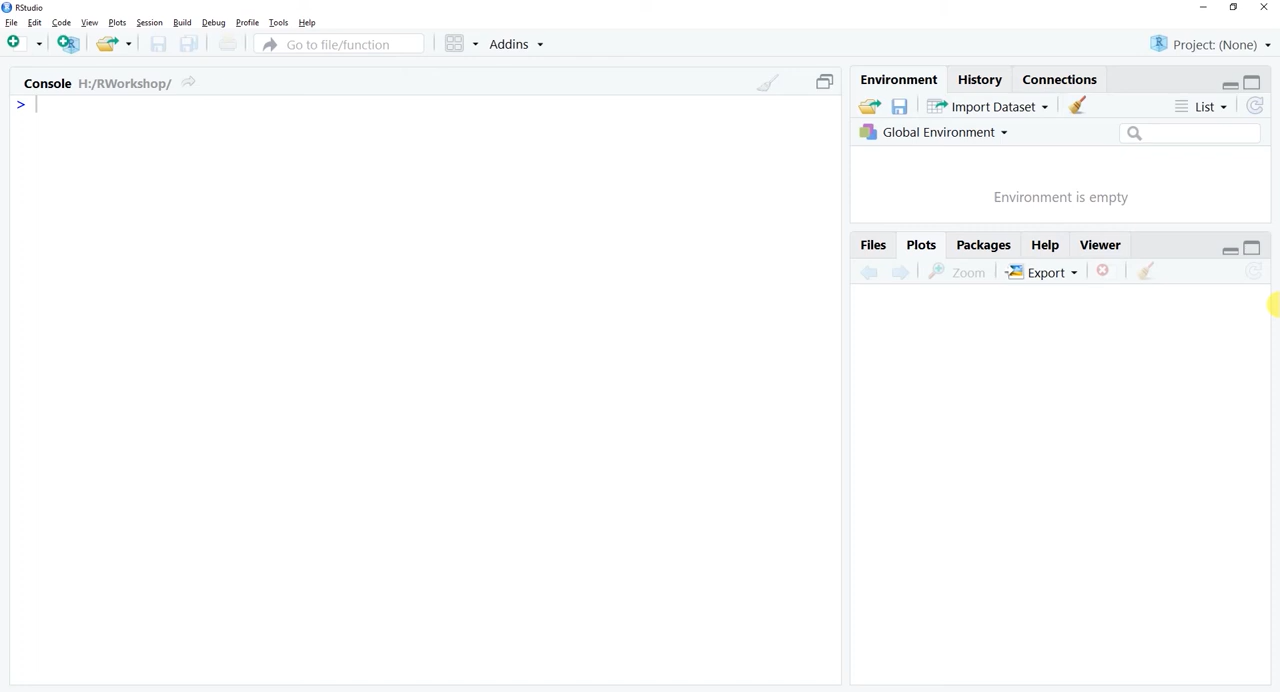 RStudio
File Edit Code View Plots Session Build Debug Profile Tools Help
Go to file/function Addins Project: (None)
Console H:/RWorkshop/
>
Environment History Connections
Import Dataset List
Global Environment
Environment is empty
Files Plots Packages Help Viewer
Zoom Export